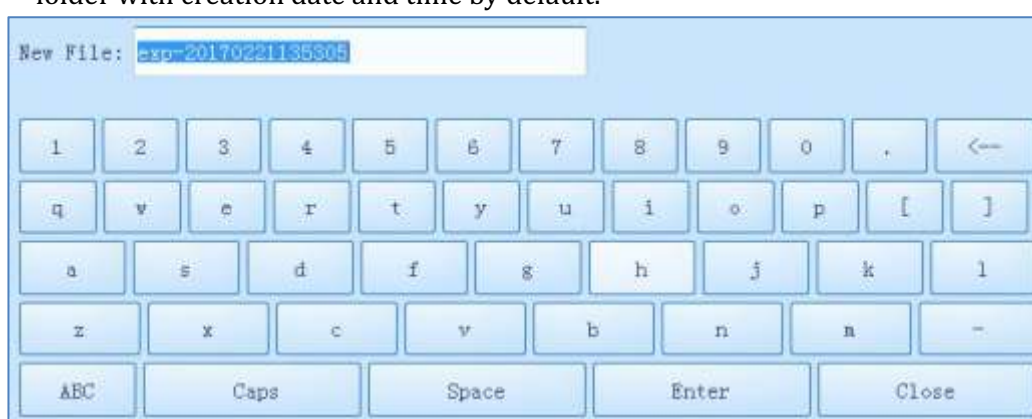 folder with creation date and time by default.
New File: exp-20170221135305
1 2 3 4 5 6 7 8 9 0 . <--
q w e r t y u i o p [ ]
a s d f g h j k l
z x c v b n m -
ABC Caps Space Enter Close